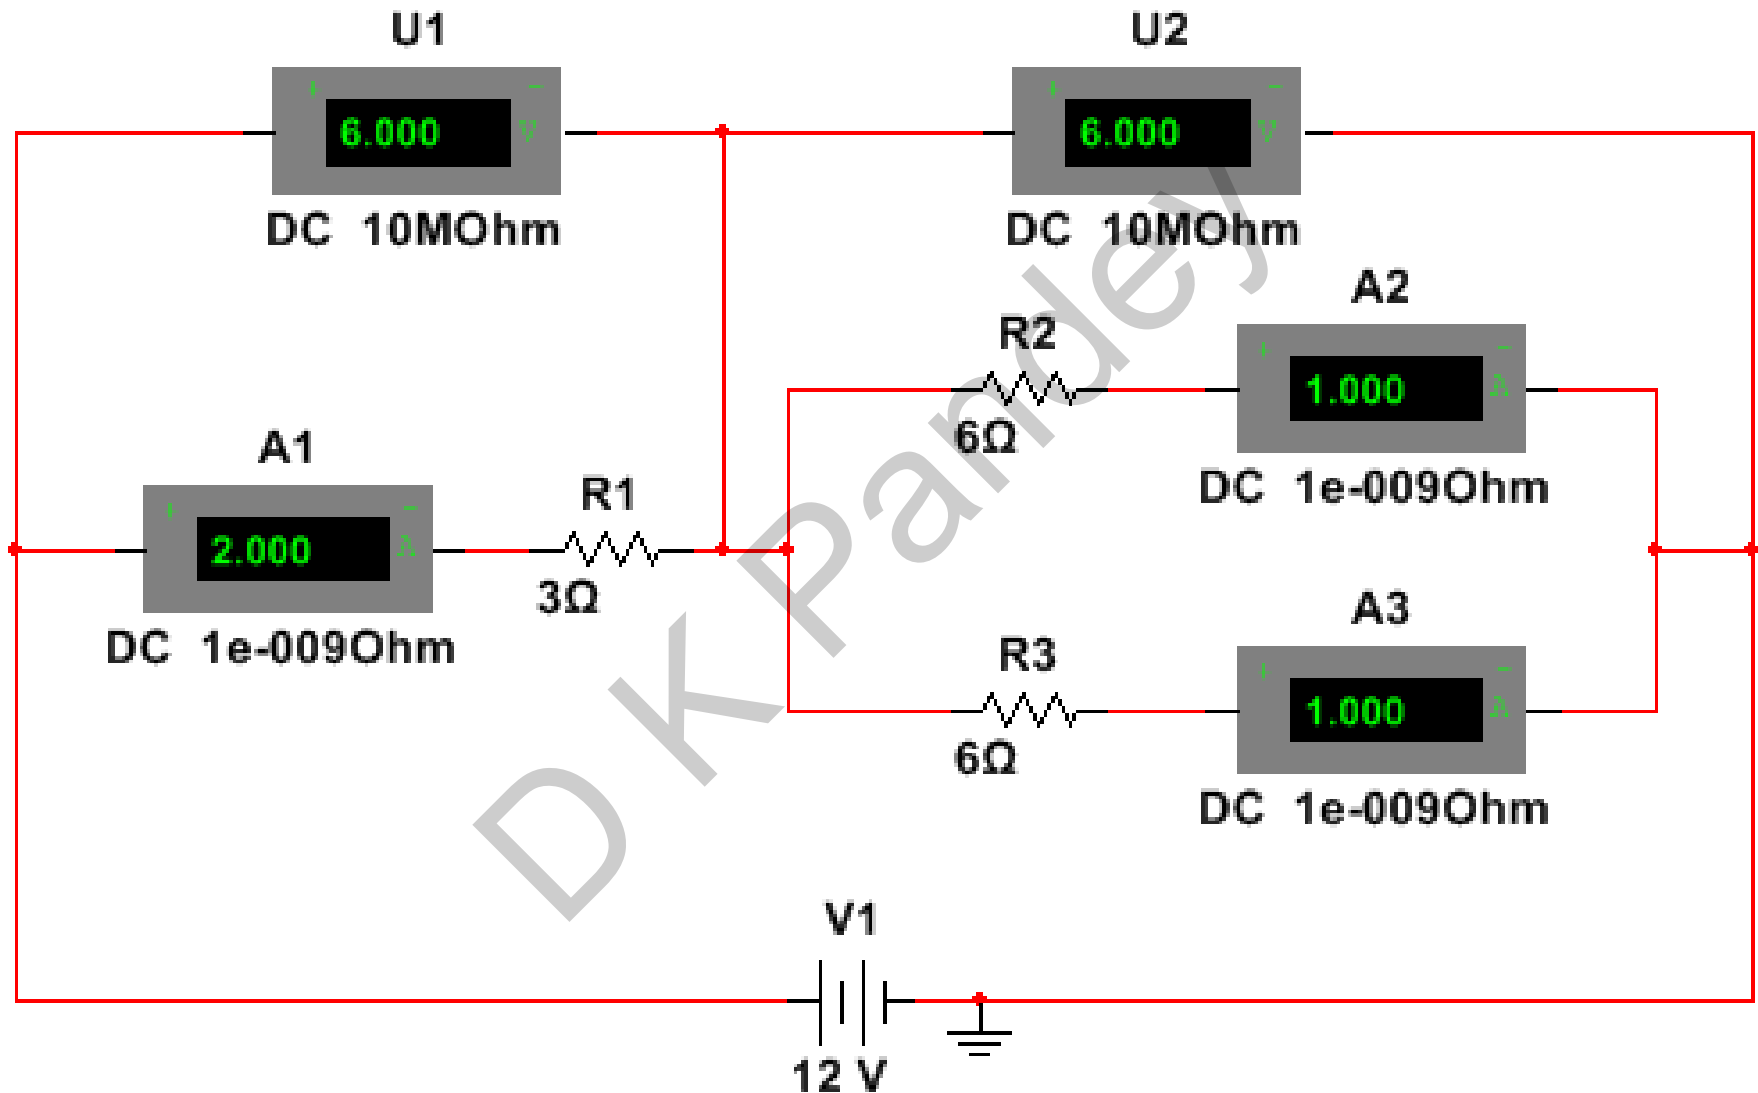 U1
U2
+ −
6.000 V
+ −
6.000 V
DC 10MOhm
DC 10MOhm
A2
R2
+ −
1.000 A
6Ω
DC 1e-009Ohm
A1
R1
+ −
2.000 A
3Ω
DC 1e-009Ohm
A3
R3
+ −
1.000 A
6Ω
DC 1e-009Ohm
V1
12 V
D K Pandey